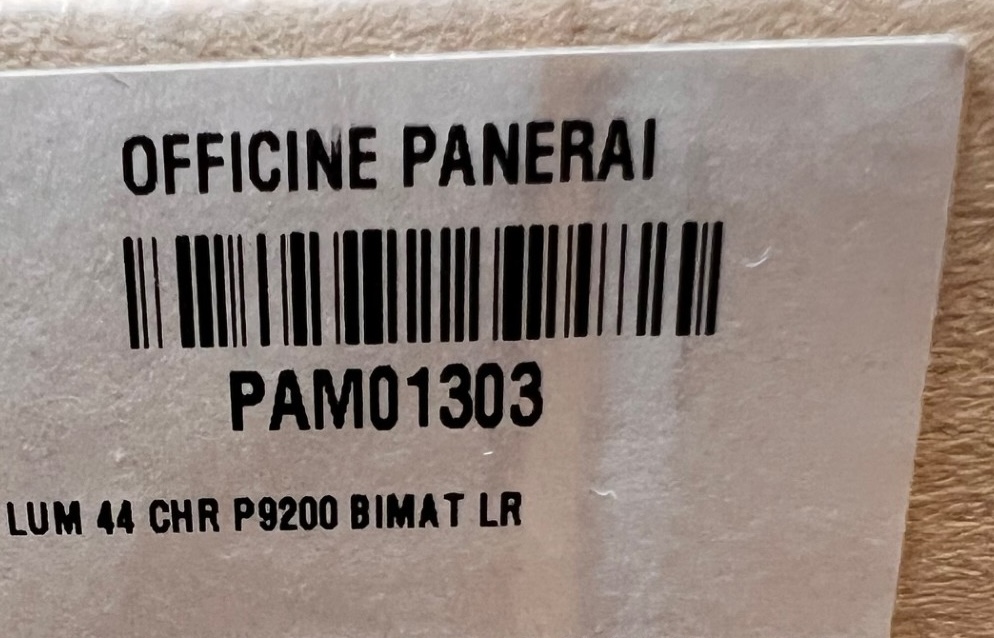 OFFICINE PANERAI
PAM01303
LUM 44 CHR P9200 BIMAT LR